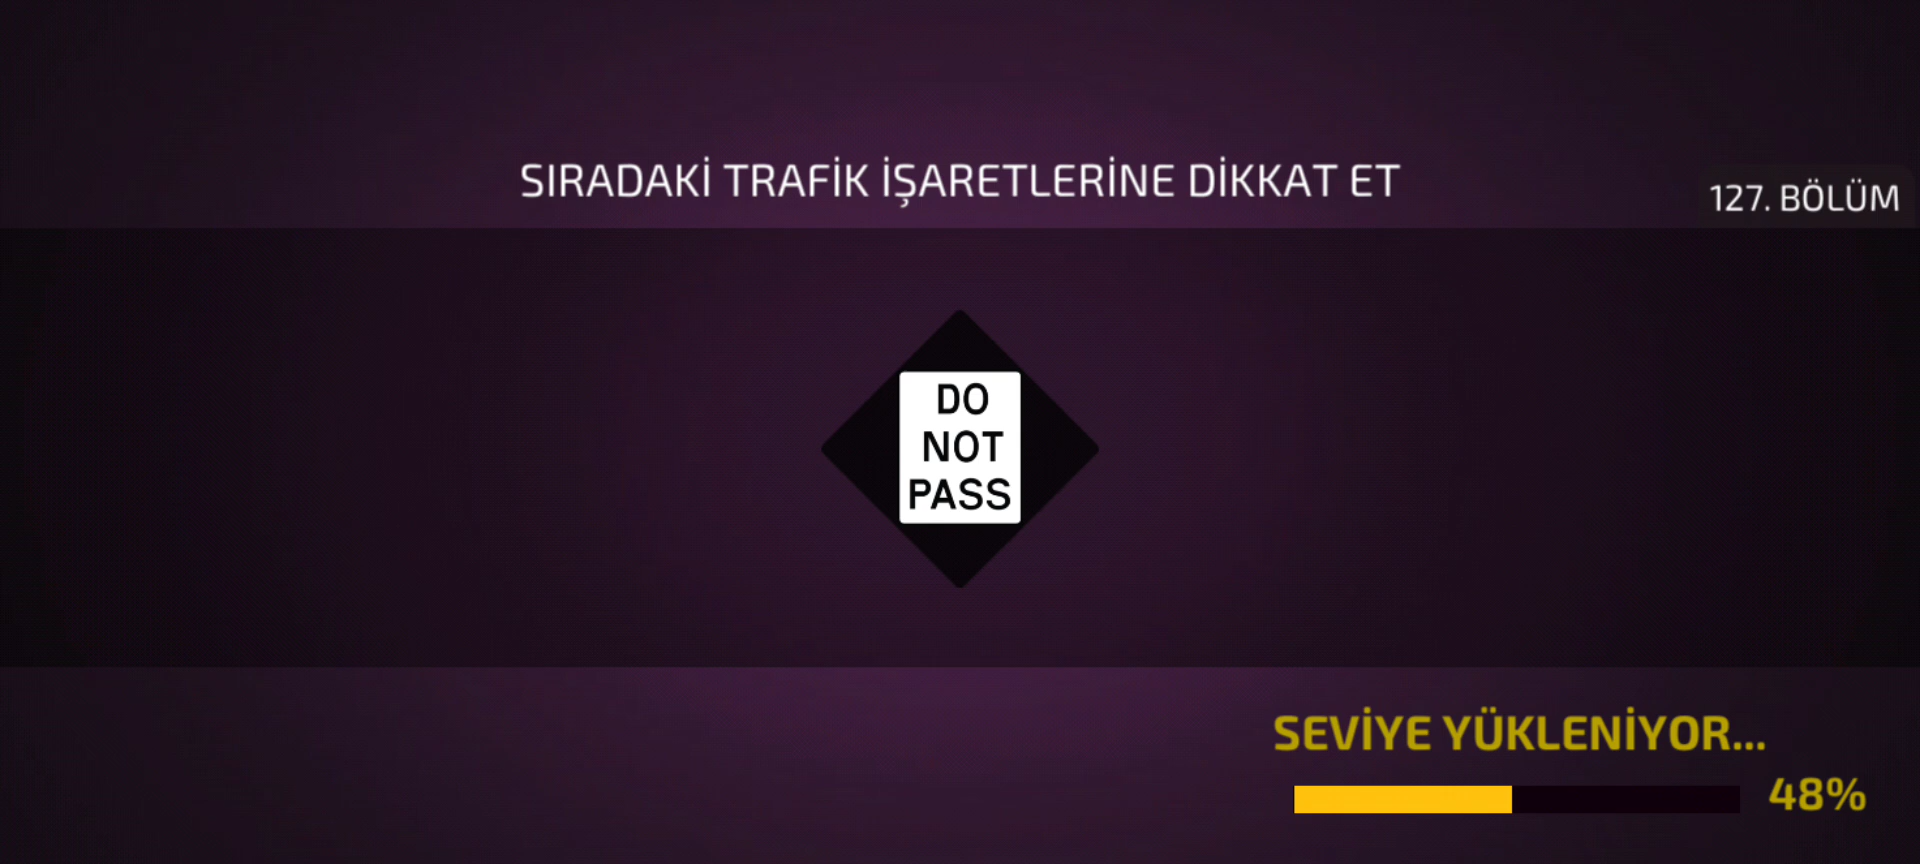 SIRADAKİ TRAFİK İŞARETLERİNE DİKKAT ET
127. BÖLÜM
DO
NOT
PASS
SEVİYE YÜKLENİYOR...
48%